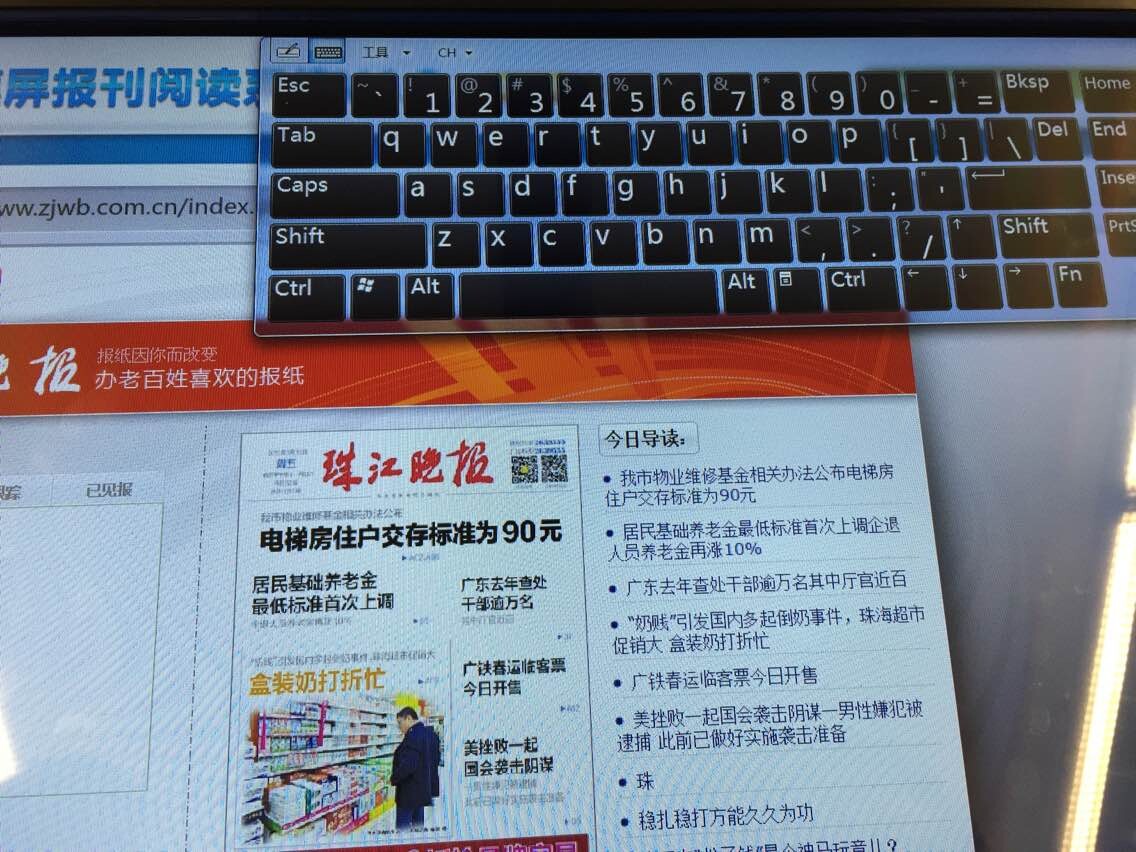 屏报刊阅读
工具
CH
Esc ~ ` ! 1 @ 2 # 3 $ 4 % 5 ^ 6 & 7 * 8 ( 9 ) 0 _ - + = Bksp Home
Tab q w e r t y u i o p { [ } ] | \ Del End
Caps a s d f g h j k l : ; " ' Inse
Shift z x c v b n m < , > . ? / ↑ Shift PrtS
Ctrl Alt Alt Ctrl ← ↓ → Fn
ww.zjwb.com.cn/index.
报
报纸因你而改变
办老百姓喜欢的报纸
踪
已见报
周五
珠江晚报
我市物业维修基金相关办法公布
电梯房住户交存标准为90元
居民基础养老金
最低标准首次上调
广东去年查处
干部逾万名
其中厅官近百
盒装奶打折忙
广铁春运临客票
今日开售
美挫败一起
国会袭击阴谋
今日导读:
• 我市物业维修基金相关办法公布电梯房
住户交存标准为90元
• 居民基础养老金最低标准首次上调企退
人员养老金再涨10%
• 广东去年查处干部逾万名其中厅官近百
• “奶贱”引发国内多起倒奶事件，珠海超市
促销大 盒装奶打折忙
• 广铁春运临客票今日开售
• 美挫败一起国会袭击阴谋一男性嫌犯被
逮捕 此前已做好实施袭击准备
• 珠
• 稳扎稳打方能久久为功